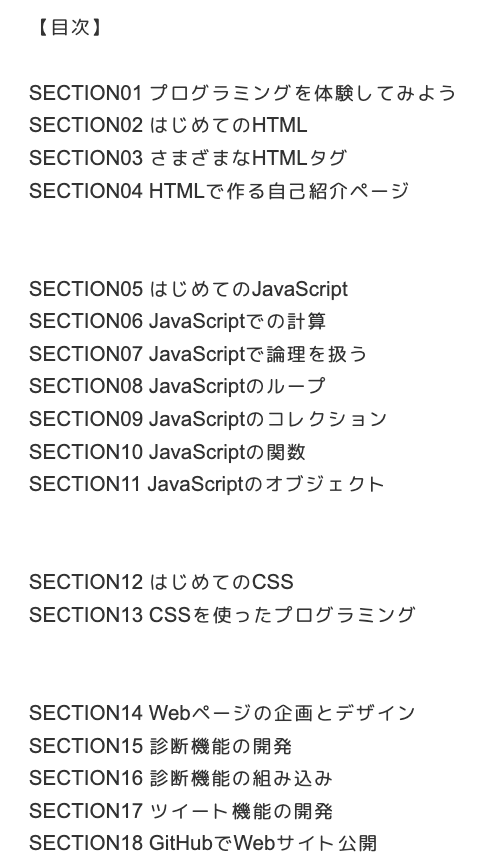 【目次】
SECTION01 プログラミングを体験してみよう
SECTION02 はじめてのHTML
SECTION03 さまざまなHTMLタグ
SECTION04 HTMLで作る自己紹介ページ
SECTION05 はじめてのJavaScript
SECTION06 JavaScriptでの計算
SECTION07 JavaScriptで論理を扱う
SECTION08 JavaScriptのループ
SECTION09 JavaScriptのコレクション
SECTION10 JavaScriptの関数
SECTION11 JavaScriptのオブジェクト
SECTION12 はじめてのCSS
SECTION13 CSSを使ったプログラミング
SECTION14 Webページの企画とデザイン
SECTION15 診断機能の開発
SECTION16 診断機能の組み込み
SECTION17 ツイート機能の開発
SECTION18 GitHubでWebサイト公開